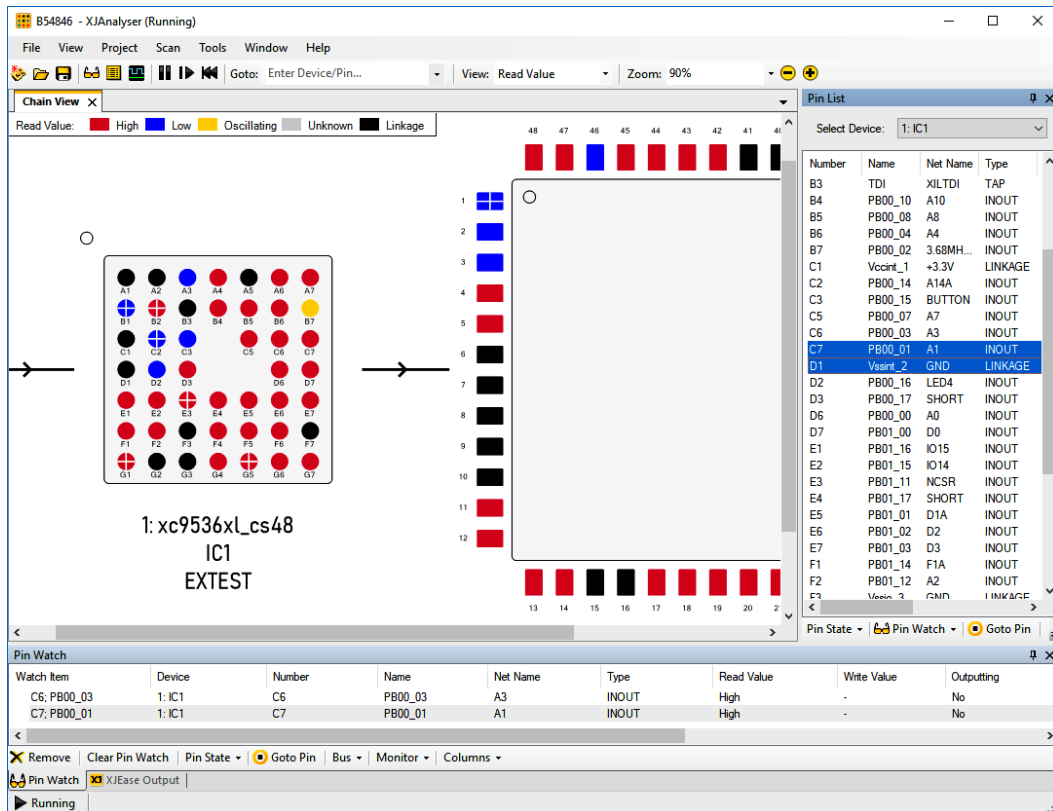 B54846 - XJAnalyser (Running)
File View Project Scan Tools Window Help
Goto: Enter Device/Pin... View: Read Value Zoom: 90%
Chain View
Read Value: High Low Oscillating Unknown Linkage
48 47 46 45 44 43 42 41
1
2
3
4
5
6
7
8
9
10
11
12
A1 A2 A3 A4 A5 A6 A7
B1 B2 B3 B4 B5 B6 B7
C1 C2 C3 C5 C6 C7
D1 D2 D3 D6 D7
E1 E2 E3 E4 E5 E6 E7
F1 F2 F3 F4 F5 F6 F7
G1 G2 G3 G4 G5 G6 G7
1: xc9536xl_cs48
IC1
EXTEST
13 14 15 16 17 18 19 20
Pin List
Select Device: 1: IC1
Number Name Net Name Type
B3 TDI XILTDI TAP
B4 PB00_10 A10 INOUT
B5 PB00_08 A8 INOUT
B6 PB00_04 A4 INOUT
B7 PB00_02 3.68MH... INOUT
C1 Vccint_1 +3.3V LINKAGE
C2 PB00_14 A14A INOUT
C3 PB00_15 BUTTON INOUT
C5 PB00_07 A7 INOUT
C6 PB00_03 A3 INOUT
C7 PB00_01 A1 INOUT
D1 Vssint_2 GND LINKAGE
D2 PB00_16 LED4 INOUT
D3 PB00_17 SHORT INOUT
D6 PB00_00 A0 INOUT
D7 PB01_00 D0 INOUT
E1 PB01_16 IO15 INOUT
E2 PB01_15 IO14 INOUT
E3 PB01_11 NCSR INOUT
E4 PB01_17 SHORT INOUT
E5 PB01_01 D1A INOUT
E6 PB01_02 D2 INOUT
E7 PB01_03 D3 INOUT
F1 PB01_14 F1A INOUT
F2 PB01_12 A2 INOUT
F3 Vssio_3 GND LINKAGE
Pin State Pin Watch Goto Pin
Pin Watch
Watch Item Device Number Name Net Name Type Read Value Write Value Outputting
C6; PB00_03 1: IC1 C6 PB00_03 A3 INOUT High - No
C7; PB00_01 1: IC1 C7 PB00_01 A1 INOUT High - No
Remove Clear Pin Watch Pin State Goto Pin Bus Monitor Columns
Pin Watch XJEase Output
Running